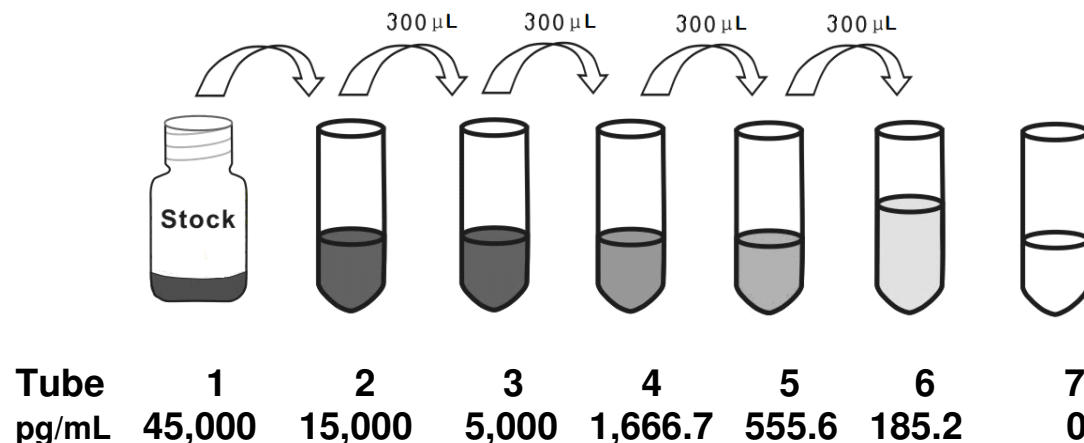 300 μL 300 μL 300 μL 300 μL
Stock
Tube 1 2 3 4 5 6 7
pg/mL 45,000 15,000 5,000 1,666.7 555.6 185.2 0